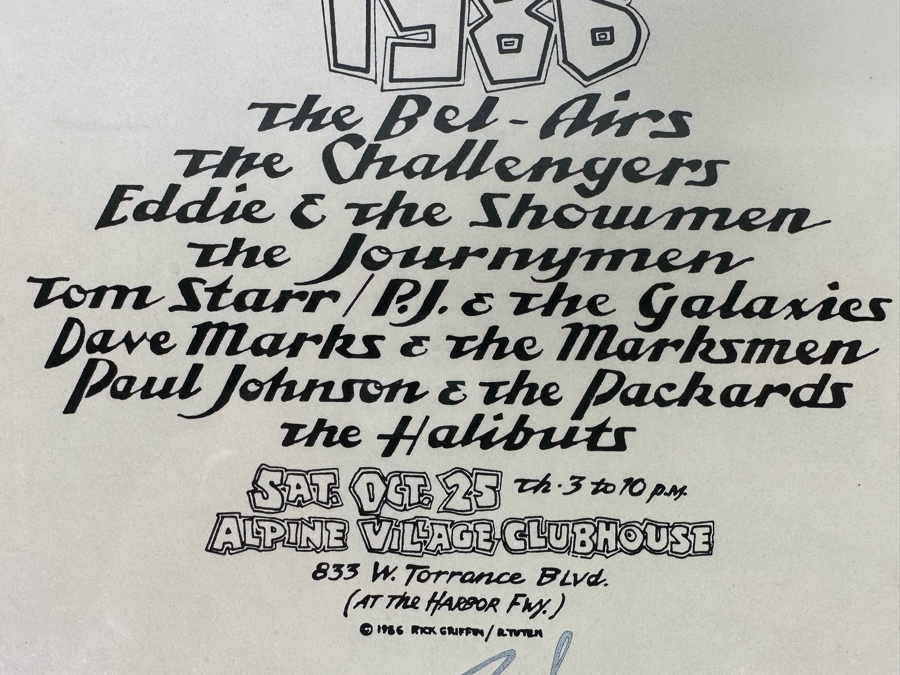 1986
The Bel-Airs
The Challengers
Eddie & The Showmen
The Journymen
Tom Starr / P.J. & The Galaxies
Dave Marks & The Marksmen
Paul Johnson & The Packards
The Halibuts
SAT. OCT. 25 Th · 3 to 10 P.M.
ALPINE VILLAGE CLUBHOUSE
833 W. Torrance Blvd.
(AT The HARBOR Fwy.)
© 1986 RICK GRIFFIN / R.TUTEN